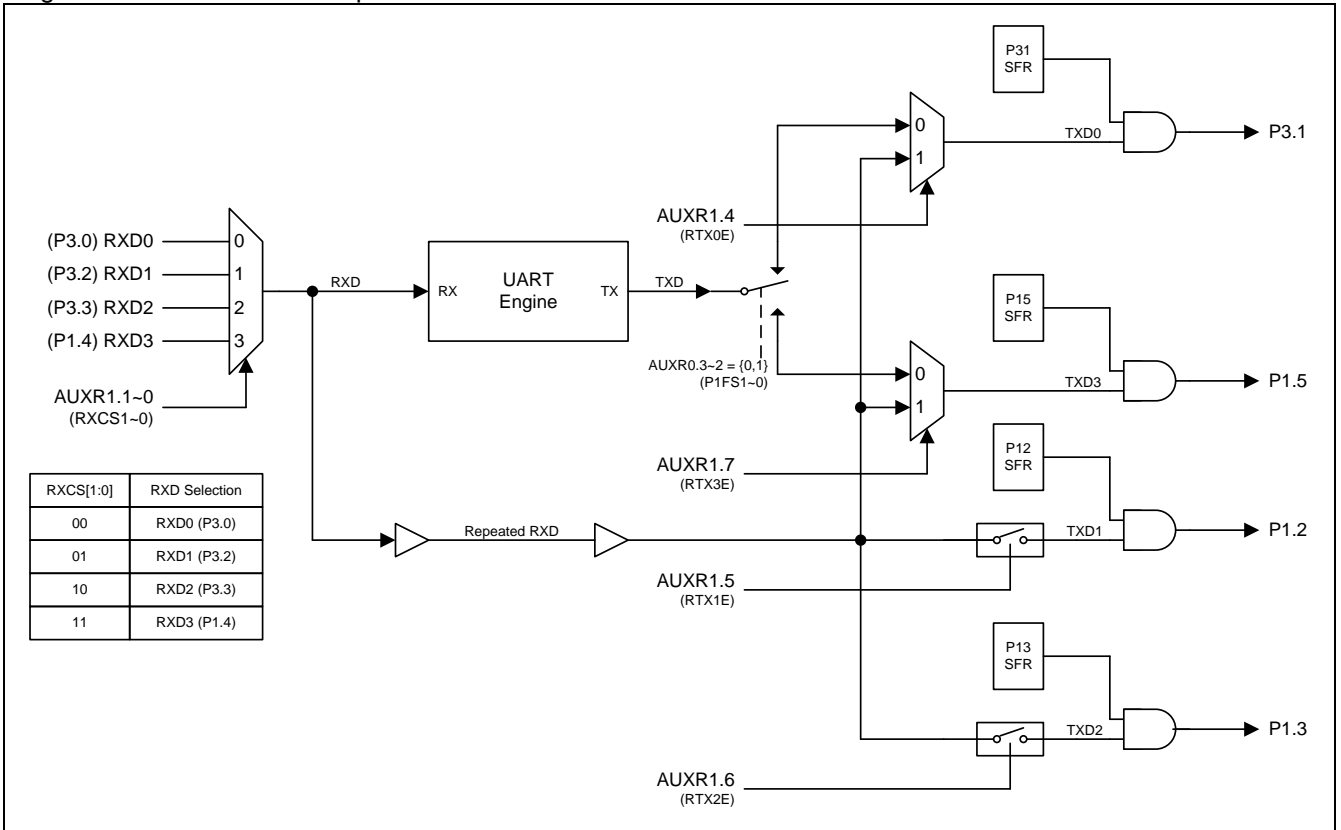 P31
SFR
0
1
TXD0
P3.1
AUXR1.4
(RTX0E)
(P3.0) RXD0
(P3.2) RXD1
(P3.3) RXD2
(P1.4) RXD3
0
1
2
3
RXD
RX
UART
Engine
TX
TXD
AUXR1.1~0
(RXCS1~0)
AUXR0.3~2 = {0,1}
(P1FS1~0)
P15
SFR
0
1
TXD3
P1.5
AUXR1.7
(RTX3E)
P12
SFR
RXCS[1:0] RXD Selection
00 RXD0 (P3.0)
01 RXD1 (P3.2)
10 RXD2 (P3.3)
11 RXD3 (P1.4)
Repeated RXD
TXD1
P1.2
AUXR1.5
(RTX1E)
P13
SFR
TXD2
P1.3
AUXR1.6
(RTX2E)